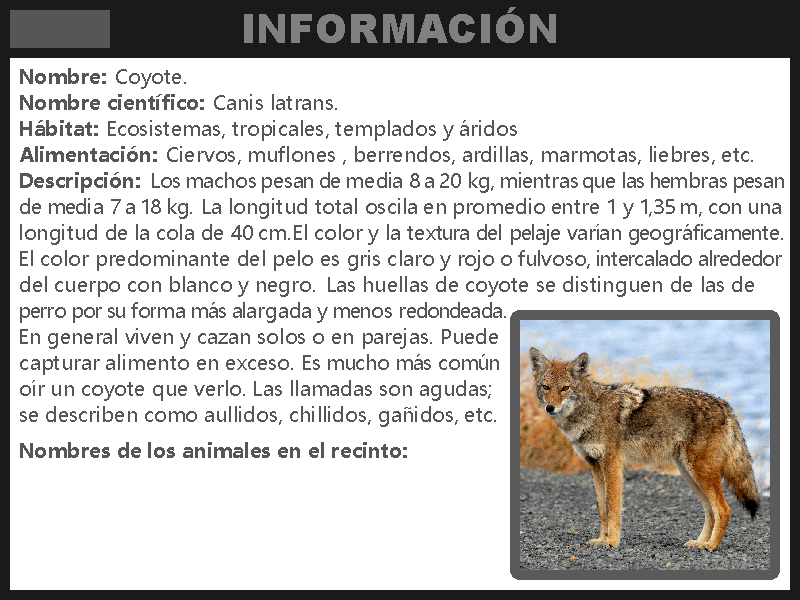 INFORMACIÓN
Nombre: Coyote.
Nombre científico: Canis latrans.
Hábitat: Ecosistemas, tropicales, templados y áridos
Alimentación: Ciervos, muflones , berrendos, ardillas, marmotas, liebres, etc.
Descripción: Los machos pesan de media 8 a 20 kg, mientras que las hembras pesan
de media 7 a 18 kg. La longitud total oscila en promedio entre 1 y 1,35 m, con una
longitud de la cola de 40 cm.El color y la textura del pelaje varían geográficamente.
El color predominante del pelo es gris claro y rojo o fulvoso, intercalado alrededor
del cuerpo con blanco y negro. Las huellas de coyote se distinguen de las de
perro por su forma más alargada y menos redondeada.
En general viven y cazan solos o en parejas. Puede
capturar alimento en exceso. Es mucho más común
oír un coyote que verlo. Las llamadas son agudas;
se describen como aullidos, chillidos, gañidos, etc.
Nombres de los animales en el recinto: